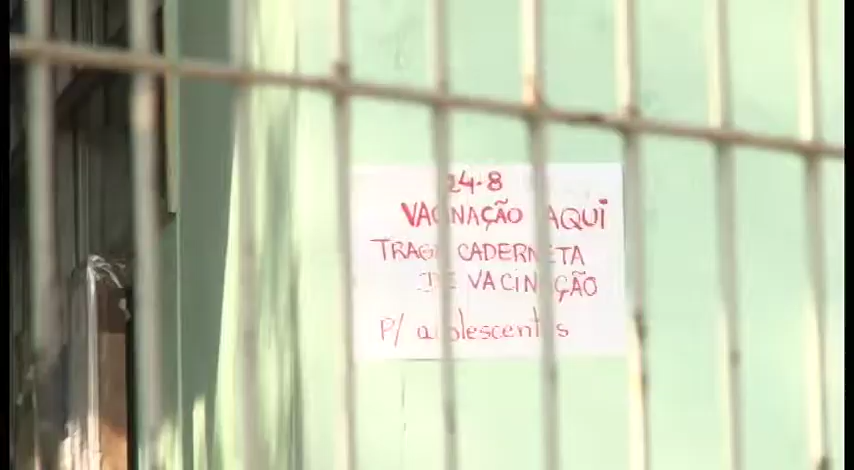 24-8
VACINAÇÃO AQUI
TRAGA CADERNETA
DE VACINAÇÃO
P/ adolescentes